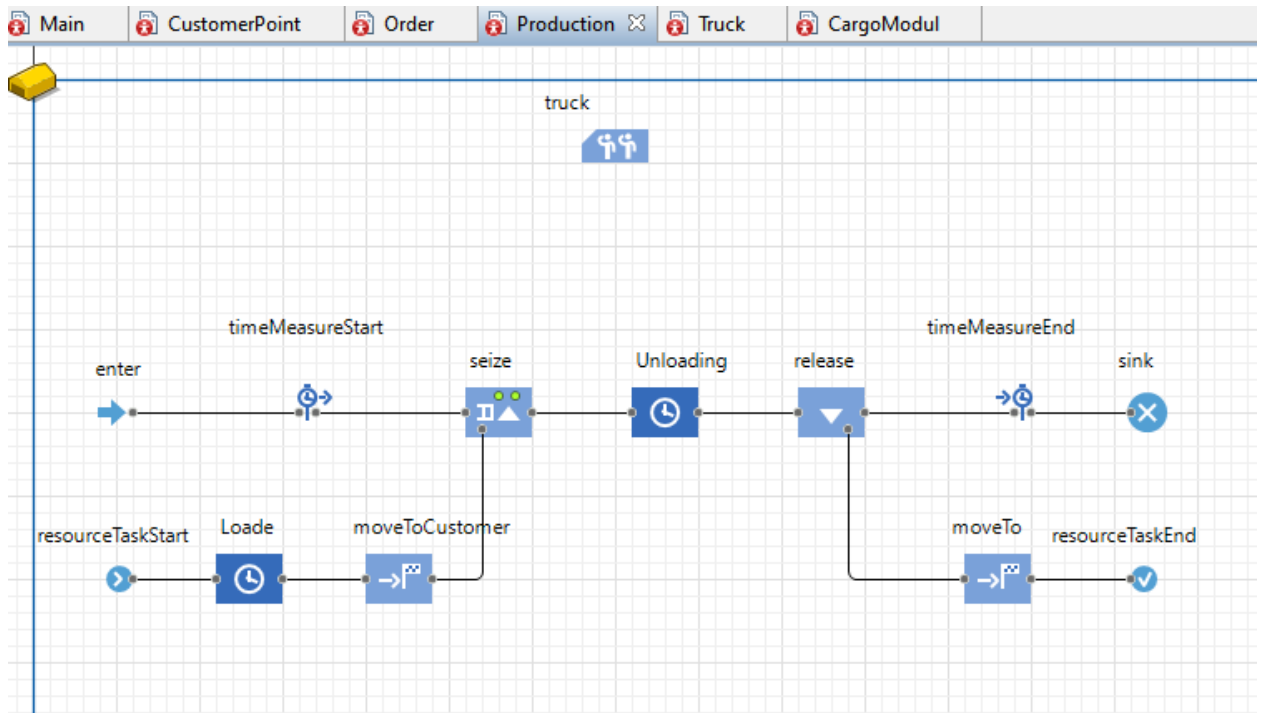 Main
CustomerPoint
Order
Production
Truck
CargoModul
truck
timeMeasureStart
timeMeasureEnd
enter
seize
Unloading
release
sink
resourceTaskStart
Loade
moveToCustomer
moveTo
resourceTaskEnd